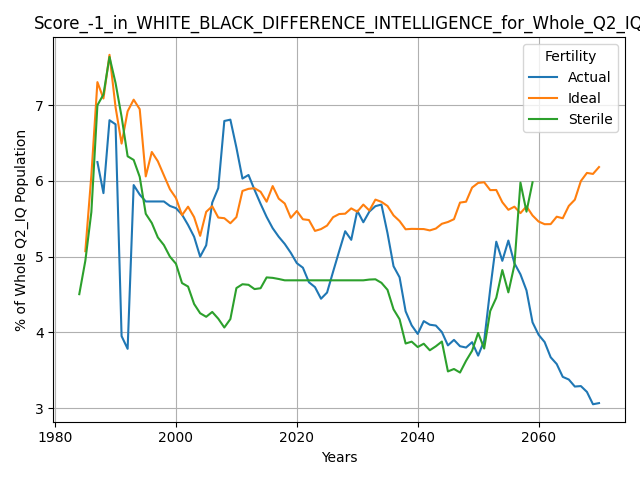 Score_-1_in_WHITE_BLACK_DIFFERENCE_INTELLIGENCE_for_Whole_Q2_IQ
Fertility
Actual
Ideal
Sterile
% of Whole Q2_IQ Population
7
6
5
4
3
1980
2000
2020
2040
2060
Years